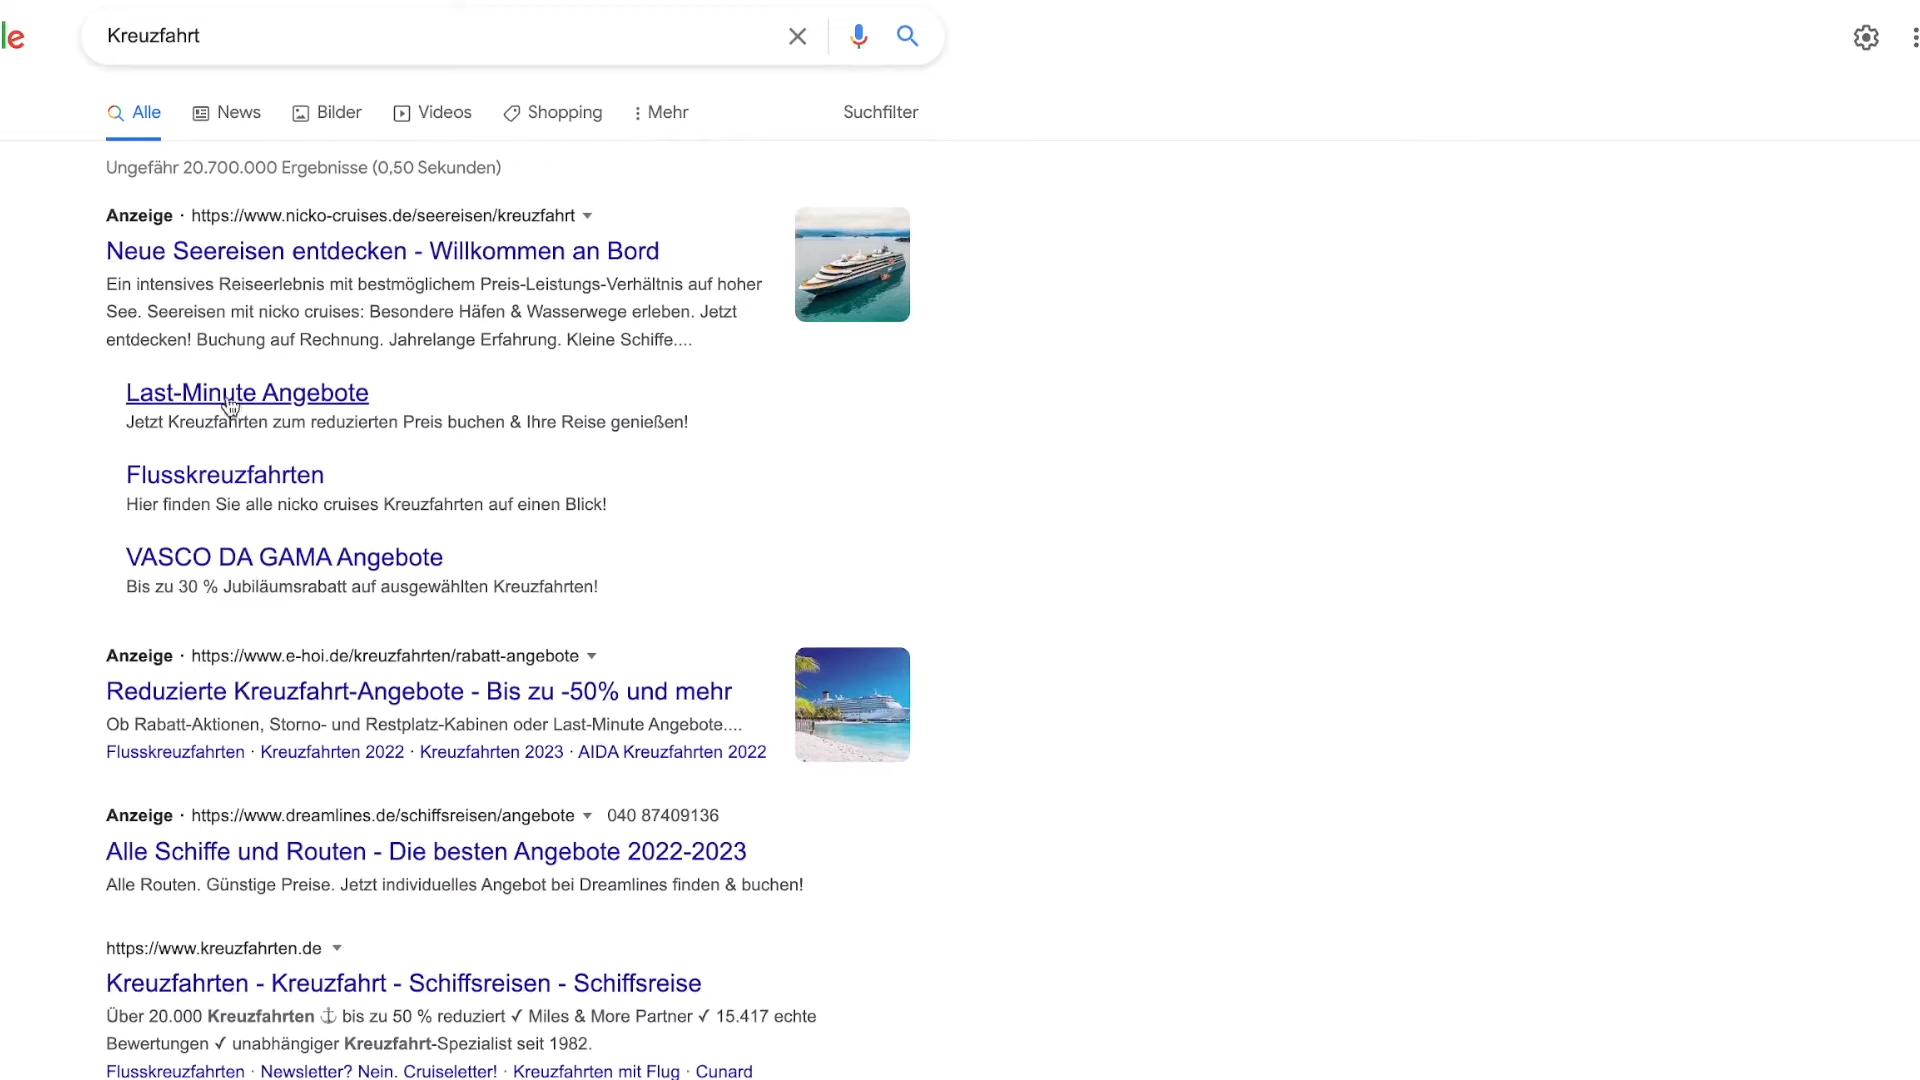 le
Kreuzfahrt
Alle News Bilder Videos Shopping Mehr Suchfilter
Ungefähr 20.700.000 Ergebnisse (0,50 Sekunden)
Anzeige · https://www.nicko-cruises.de/seereisen/kreuzfahrt
Neue Seereisen entdecken - Willkommen an Bord
Ein intensives Reiseerlebnis mit bestmöglichem Preis-Leistungs-Verhältnis auf hoher
See. Seereisen mit nicko cruises: Besondere Häfen & Wasserwege erleben. Jetzt
entdecken! Buchung auf Rechnung. Jahrelange Erfahrung. Kleine Schiffe....
Last-Minute Angebote
Jetzt Kreuzfahrten zum reduzierten Preis buchen & Ihre Reise genießen!
Flusskreuzfahrten
Hier finden Sie alle nicko cruises Kreuzfahrten auf einen Blick!
VASCO DA GAMA Angebote
Bis zu 30 % Jubiläumsrabatt auf ausgewählten Kreuzfahrten!
Anzeige · https://www.e-hoi.de/kreuzfahrten/rabatt-angebote
Reduzierte Kreuzfahrt-Angebote - Bis zu -50% und mehr
Ob Rabatt-Aktionen, Storno- und Restplatz-Kabinen oder Last-Minute Angebote....
Flusskreuzfahrten · Kreuzfahrten 2022 · Kreuzfahrten 2023 · AIDA Kreuzfahrten 2022
Anzeige · https://www.dreamlines.de/schiffsreisen/angebote 040 87409136
Alle Schiffe und Routen - Die besten Angebote 2022-2023
Alle Routen. Günstige Preise. Jetzt individuelles Angebot bei Dreamlines finden & buchen!
https://www.kreuzfahrten.de
Kreuzfahrten - Kreuzfahrt - Schiffsreisen - Schiffsreise
Über 20.000 Kreuzfahrten ⚓ bis zu 50 % reduziert ✓ Miles & More Partner ✓ 15.417 echte
Bewertungen ✓ unabhängiger Kreuzfahrt-Spezialist seit 1982.
Flusskreuzfahrten · Newsletter? Nein. Cruiseletter! · Kreuzfahrten mit Flug · Cunard